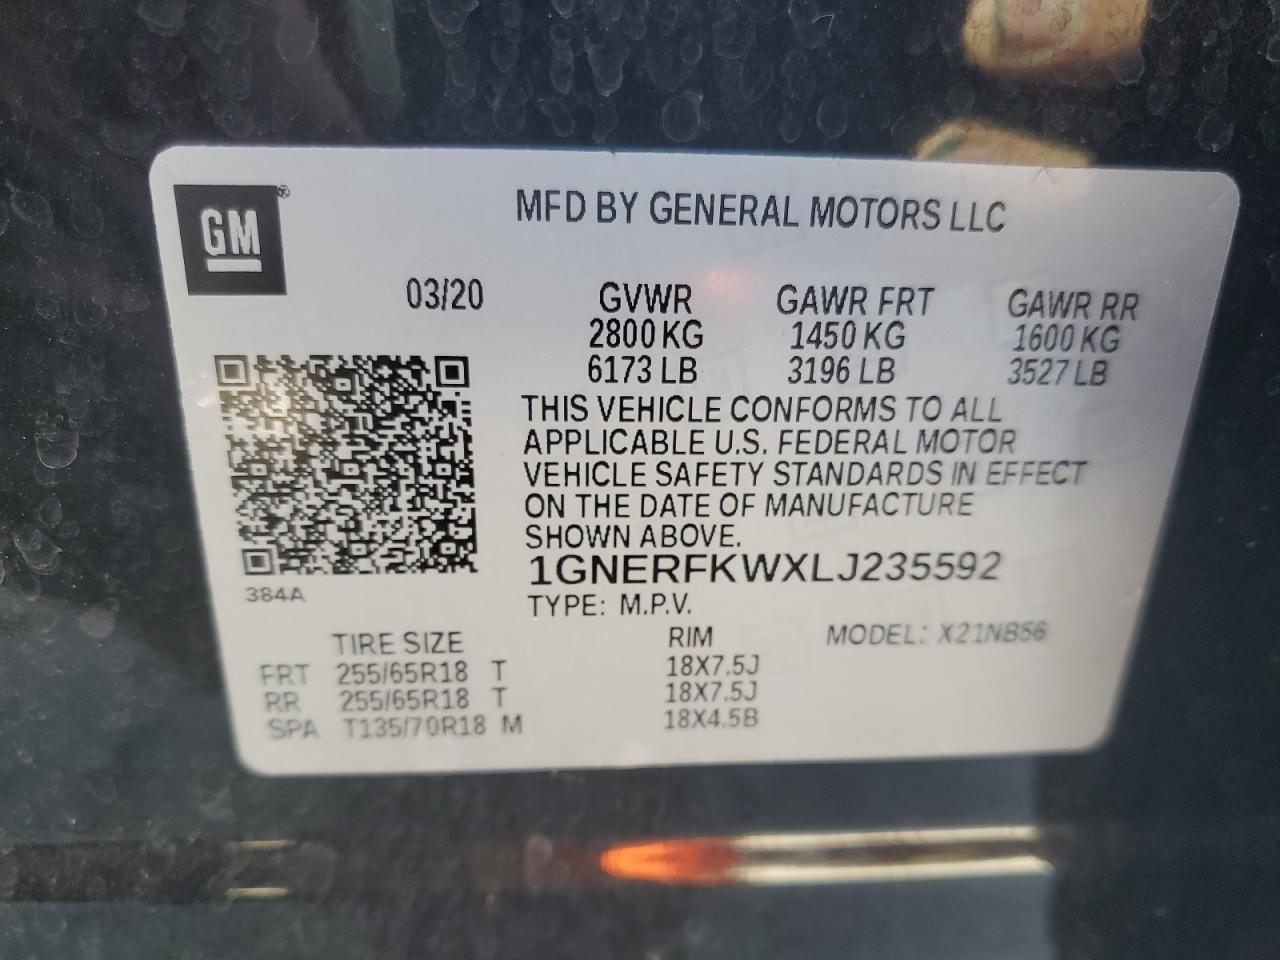 GM ®
MFD BY GENERAL MOTORS LLC
03/20 GVWR GAWR FRT GAWR RR
2800 KG 1450 KG 1600 KG
6173 LB 3196 LB 3527 LB
THIS VEHICLE CONFORMS TO ALL
APPLICABLE U.S. FEDERAL MOTOR
VEHICLE SAFETY STANDARDS IN EFFECT
ON THE DATE OF MANUFACTURE
SHOWN ABOVE.
1GNERFKWXLJ235592
384A
TYPE: M.P.V.
TIRE SIZE RIM MODEL: X21NB56
FRT 255/65R18 T 18X7.5J
RR 255/65R18 T 18X7.5J
SPA T135/70R18 M 18X4.5B